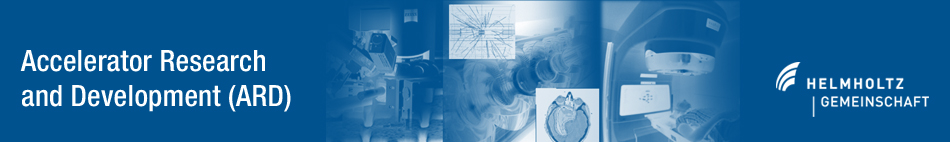 Accelerator Research
and Development (ARD)
HELMHOLTZ
GEMEINSCHAFT